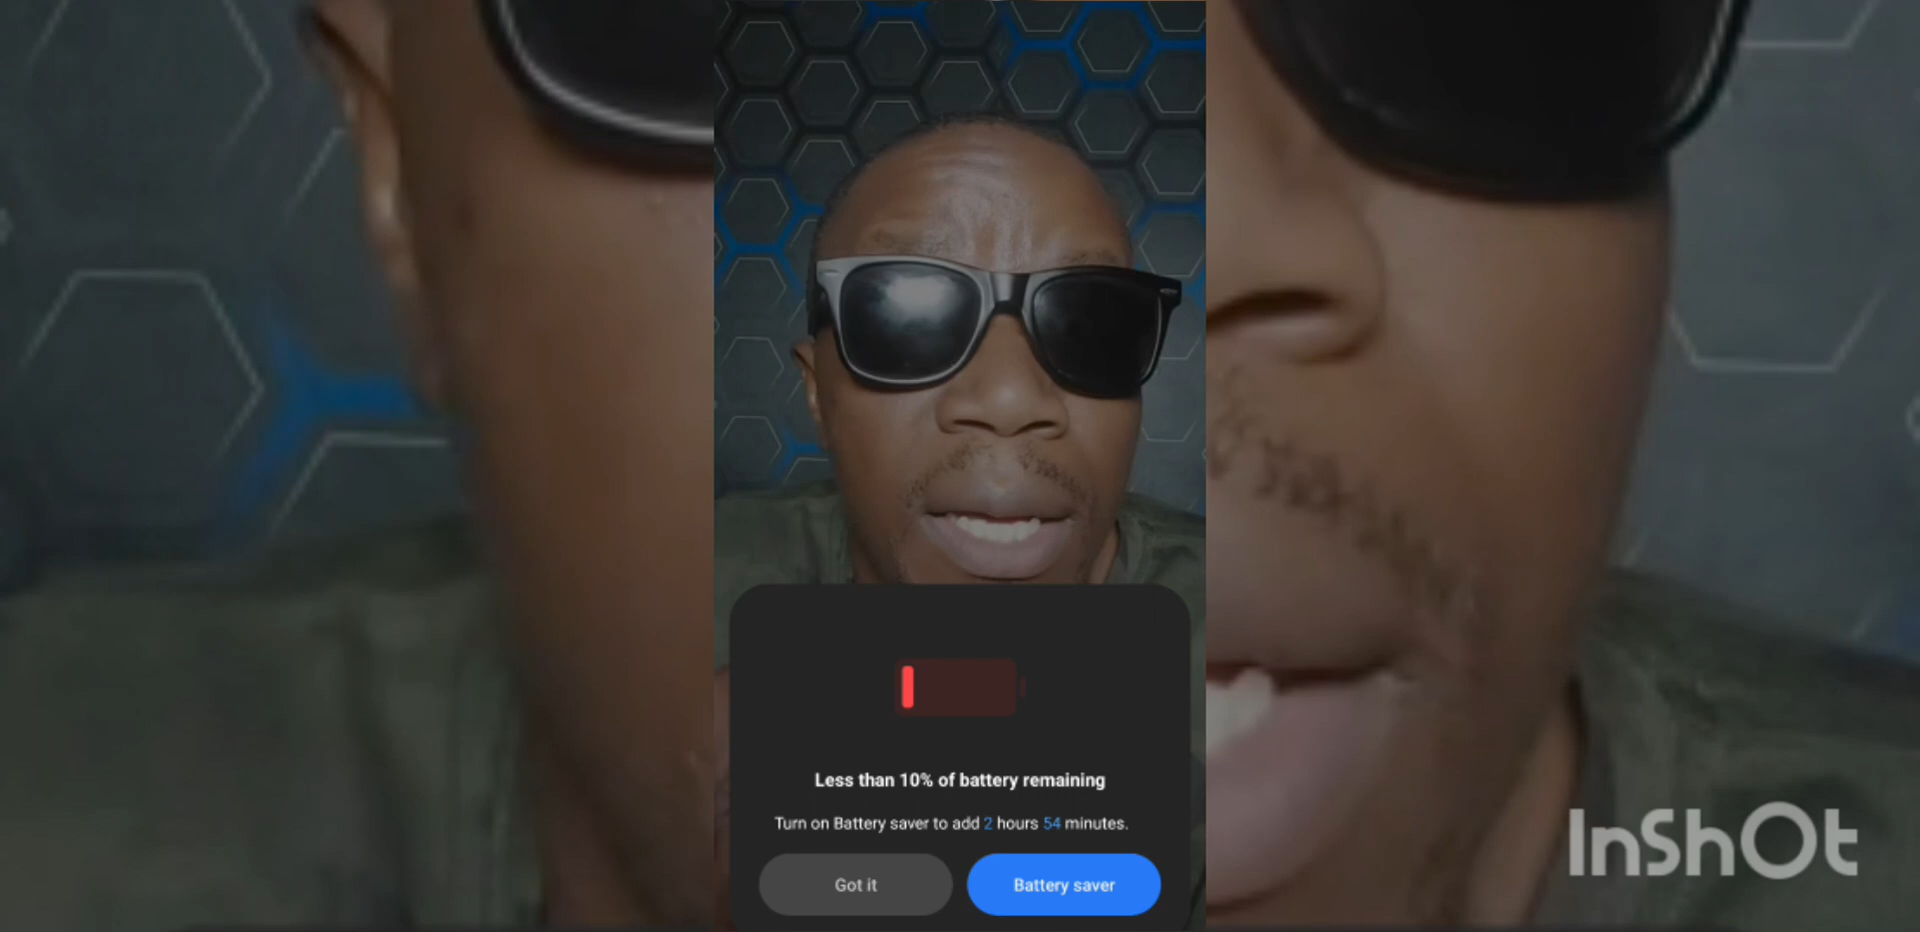 Less than 10% of battery remaining
Turn on Battery saver to add 2 hours 54 minutes.
Got it
Battery saver
InShOt